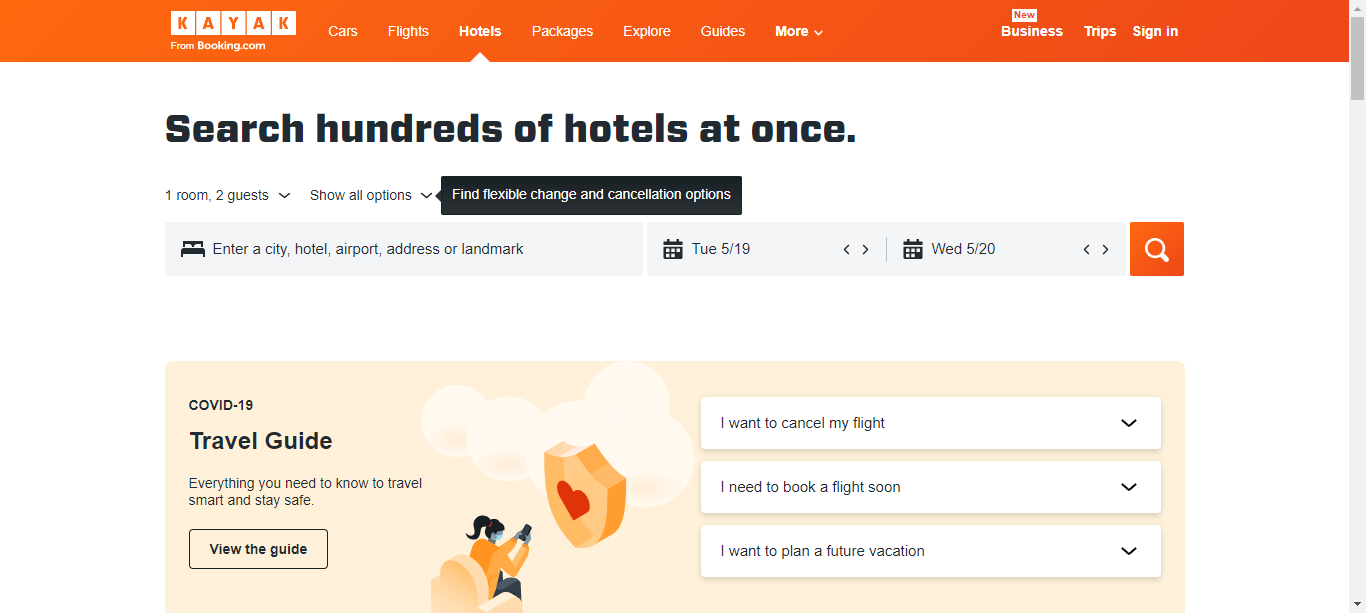 KAYAK
From Booking.com
Cars
Flights
Hotels
Packages
Explore
Guides
More
New
Business
Trips
Sign in
Search hundreds of hotels at once.
1 room, 2 guests
Show all options
Find flexible change and cancellation options
Enter a city, hotel, airport, address or landmark
Tue 5/19
Wed 5/20
COVID-19
Travel Guide
Everything you need to know to travel
smart and stay safe.
View the guide
I want to cancel my flight
I need to book a flight soon
I want to plan a future vacation